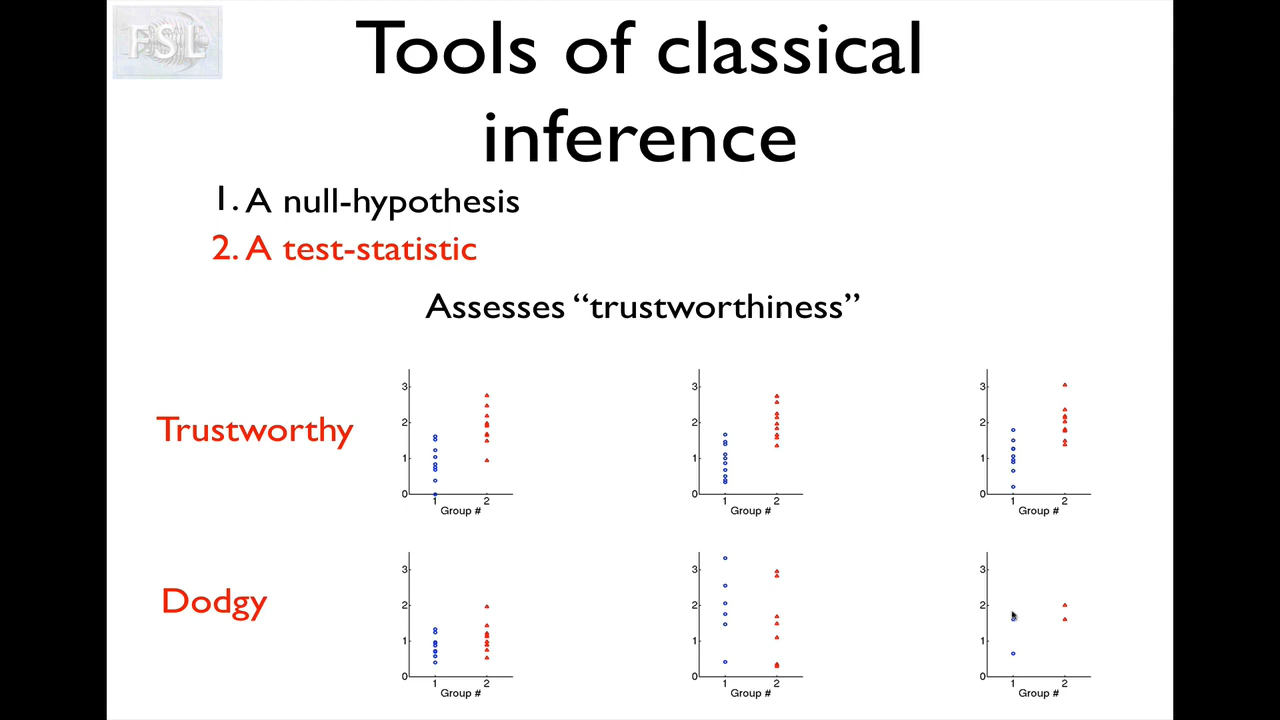 FSL
Tools of classical
inference
1. A null-hypothesis
2. A test-statistic
Assesses “trustworthiness”
Trustworthy
3
2
1
0
1 2
Group #
3
2
1
0
1 2
Group #
3
2
1
0
1 2
Group #
Dodgy
3
2
1
0
1 2
Group #
3
2
1
0
1 2
Group #
3
2
1
0
1 2
Group #